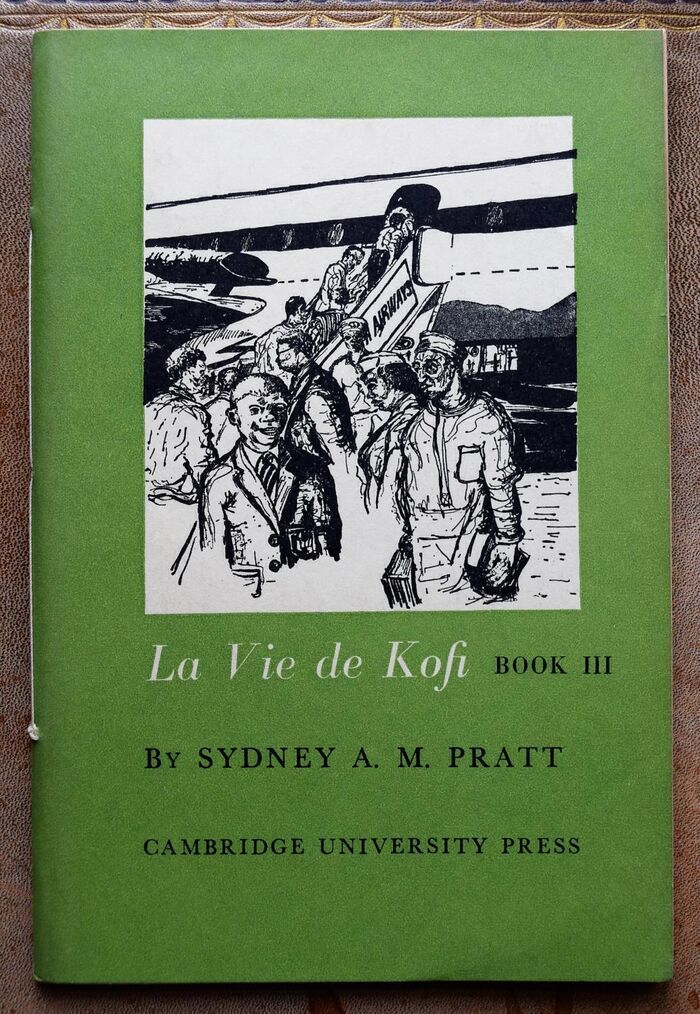 AIRWAYS
La Vie de Kofi BOOK III
By SYDNEY A. M. PRATT
CAMBRIDGE UNIVERSITY PRESS